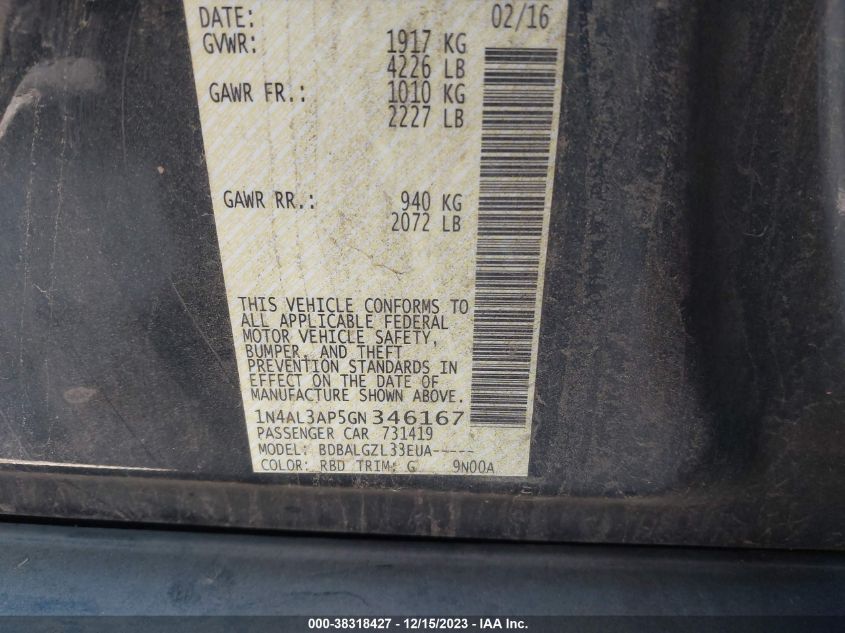 DATE: 02/16
GVWR: 1917 KG
4226 LB
GAWR FR.: 1010 KG
2227 LB
GAWR RR.: 940 KG
2072 LB
THIS VEHICLE CONFORMS TO
ALL APPLICABLE FEDERAL
MOTOR VEHICLE SAFETY,
BUMPER, AND THEFT
PREVENTION STANDARDS IN
EFFECT ON THE DATE OF
MANUFACTURE SHOWN ABOVE.
1N4AL3AP5GN346167
PASSENGER CAR 731419
MODEL: BDBALGZL33EUA-----
COLOR: RBD TRIM: G 9N00A
000-38318427 - 12/15/2023 - IAAI.COM